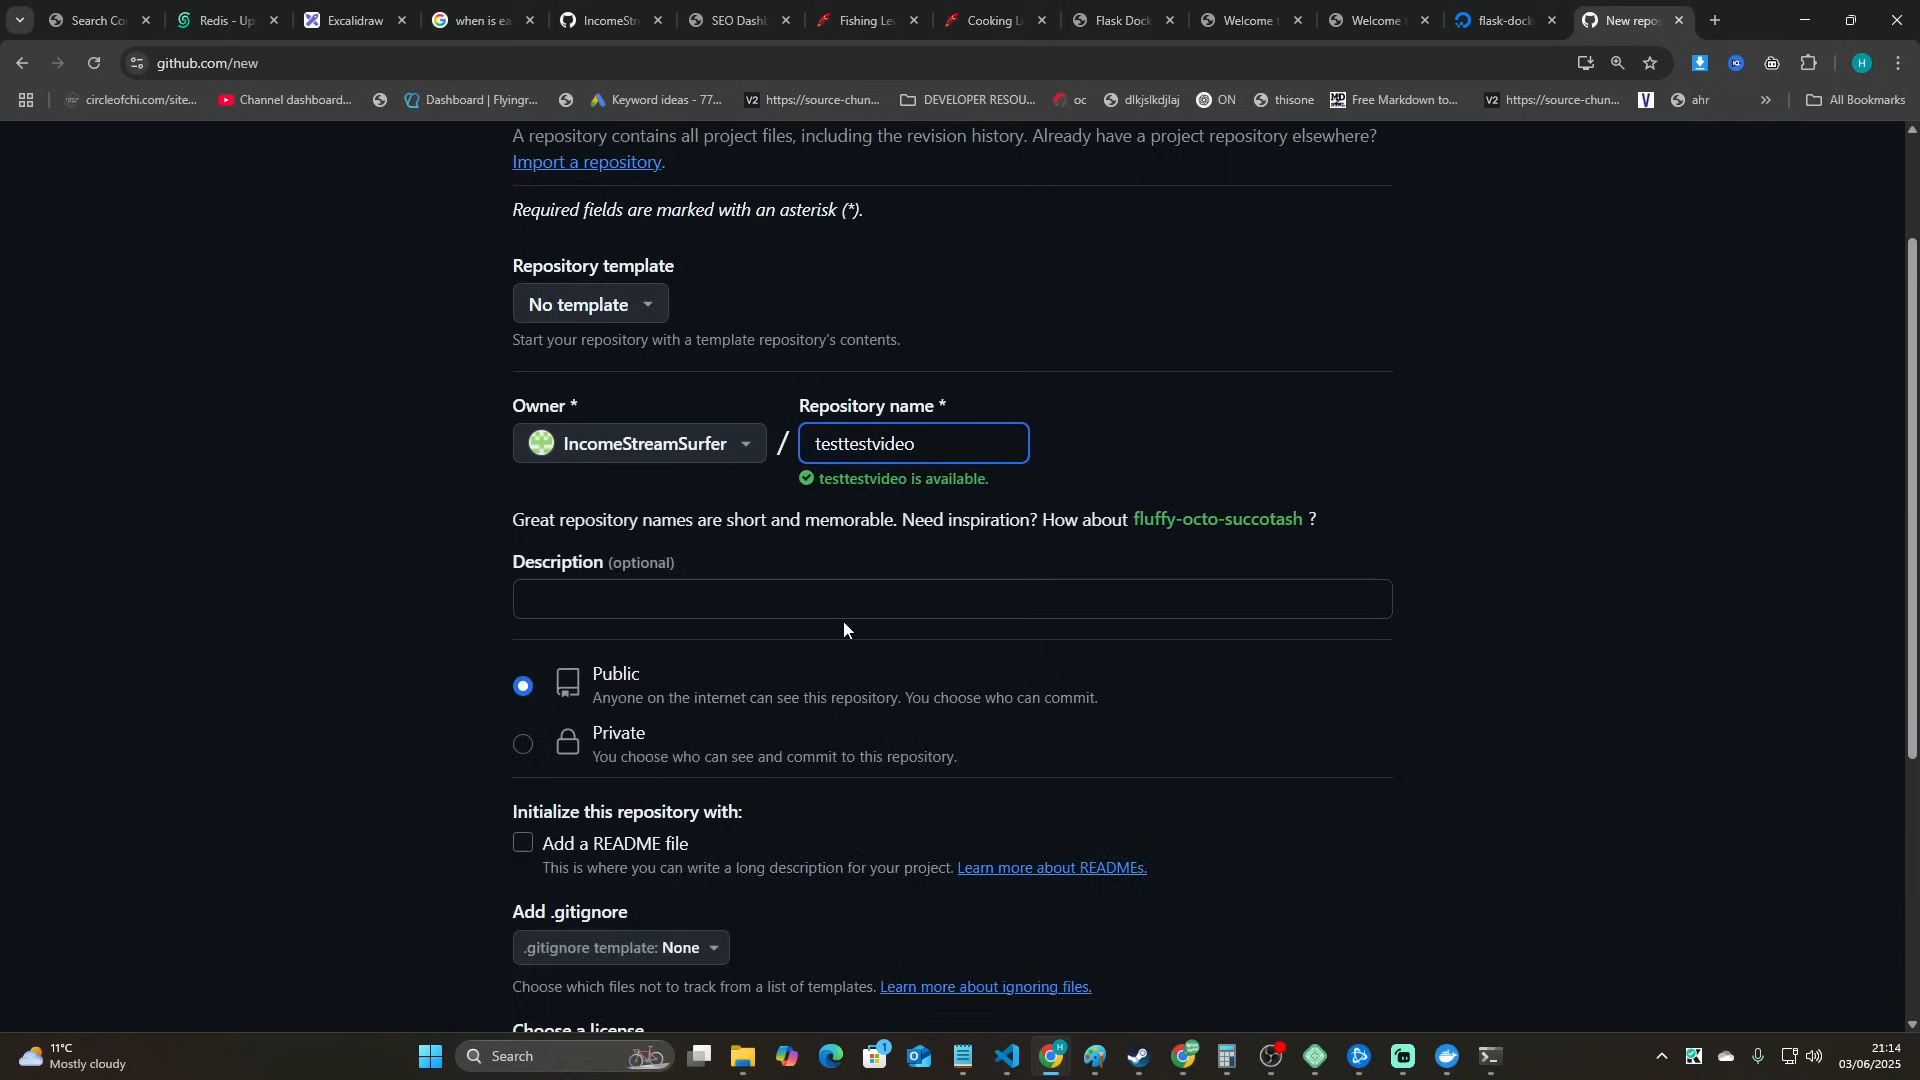 Search Co
Redis - Up
Excalidraw
when is ea
IncomeStr
SEO Dash
Fishing Le
Cooking L
Flask Dock
Welcome t
Welcome t
flask-dock
New repos
github.com/new
circleofchi.com/site...
Channel dashboard...
Dashboard | Flyingr...
Keyword ideas - 77...
https://source-chun...
DEVELOPER RESOU...
oc
dlkjslkdjlaj
ON
thisone
Free Markdown to...
https://source-chun...
ahr
All Bookmarks
A repository contains all project files, including the revision history. Already have a project repository elsewhere?
Import a repository.
Required fields are marked with an asterisk (*).
Repository template
No template
Start your repository with a template repository's contents.
Owner *
Repository name *
IncomeStreamSurfer
/
testtestvideo
testtestvideo is available.
Great repository names are short and memorable. Need inspiration? How about fluffy-octo-succotash ?
Description (optional)
Public
Anyone on the internet can see this repository. You choose who can commit.
Private
You choose who can see and commit to this repository.
Initialize this repository with:
Add a README file
This is where you can write a long description for your project. Learn more about READMEs.
Add .gitignore
.gitignore template: None
Choose which files not to track from a list of templates. Learn more about ignoring files.
Choose a license
11°C
Mostly cloudy
Search
21:14
03/06/2025